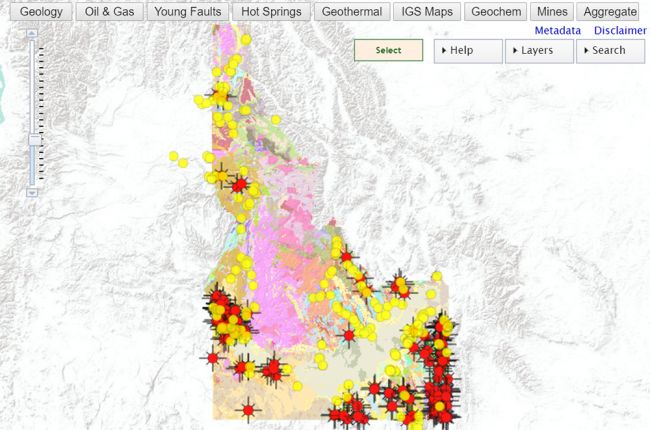 Geology Oil & Gas Young Faults Hot Springs Geothermal IGS Maps Geochem Mines Aggregate
Metadata Disclaimer
Select Help Layers Search